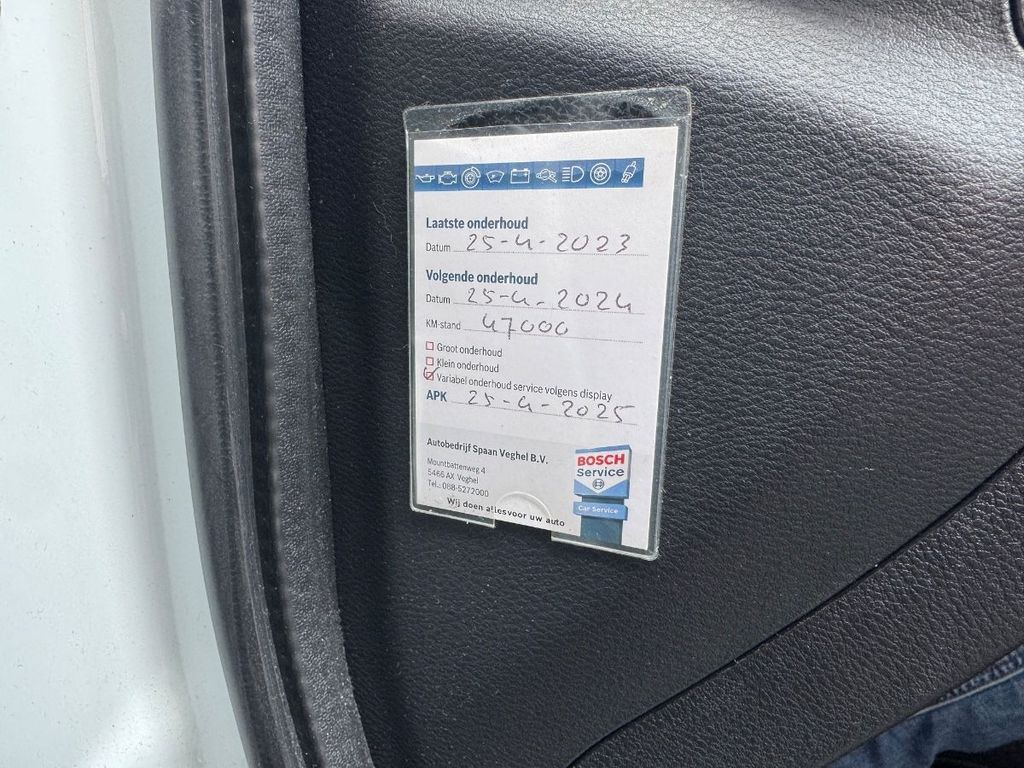 Laatste onderhoud
Datum 25-4-2023
Volgende onderhoud
Datum 25-4-2024
KM-stand 47000
Groot onderhoud
Klein onderhoud
Variabel onderhoud service volgens display
APK 25-4-2025
Autobedrijf Spaan Veghel B.V.
Mountbattenweg 4
5466 AX Veghel
Tel.: 088-5272000
Wij doen alles voor uw auto
BOSCH
Service
Car Service